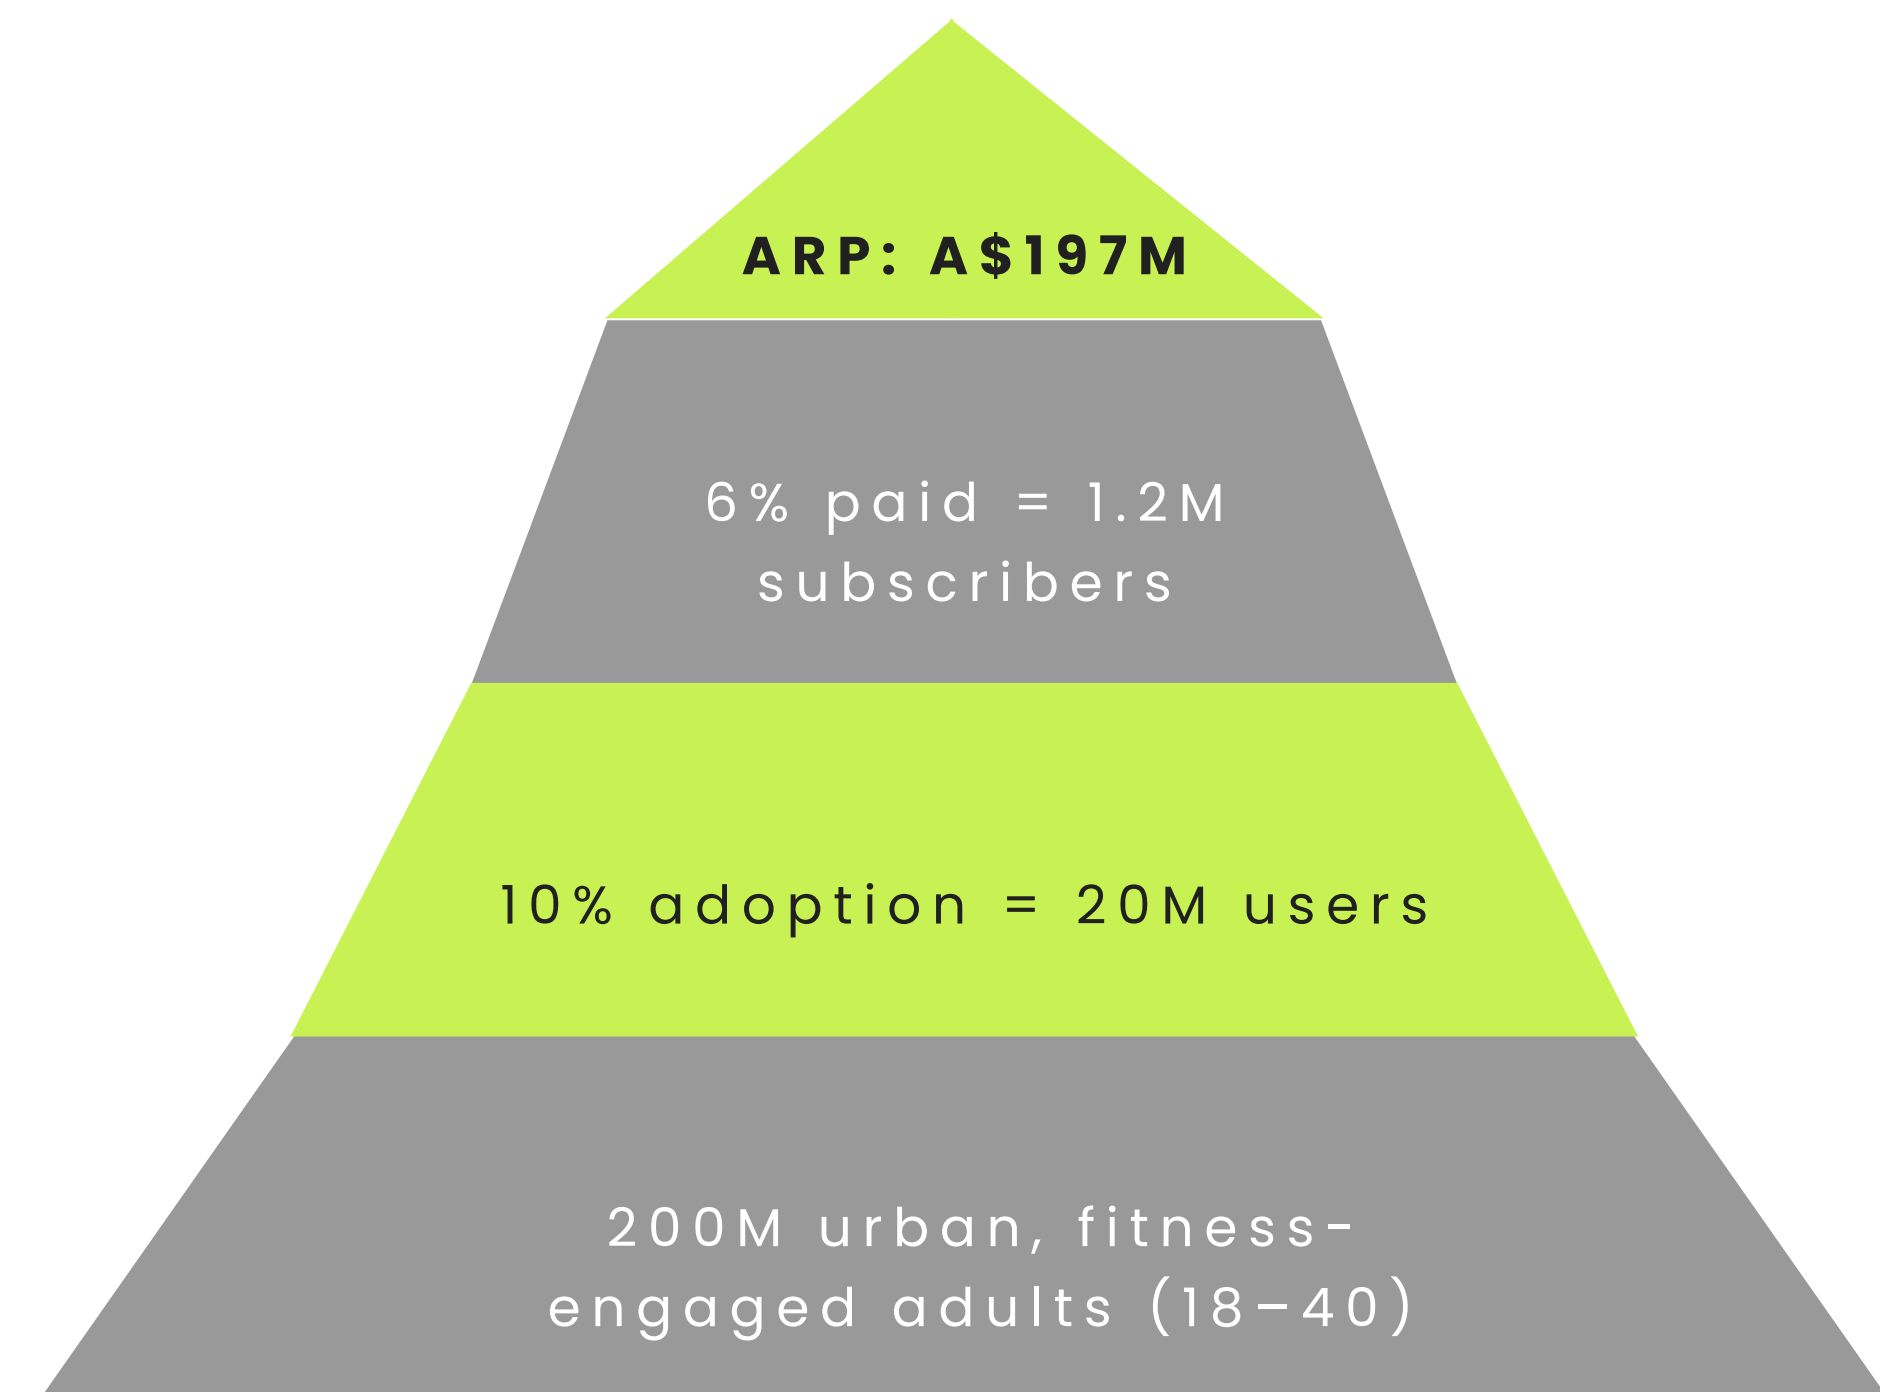 ARP: A$197M
6% paid = 1.2M
subscribers
10% adoption = 20M users
200M urban, fitness-
engaged adults (18–40)